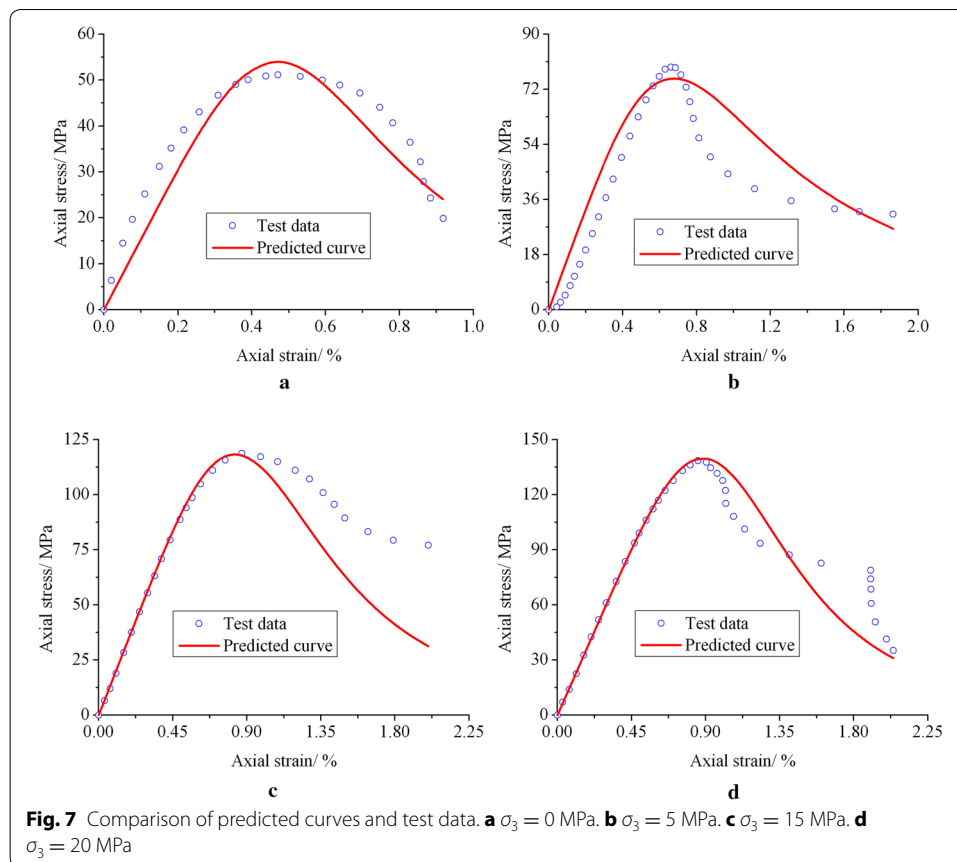 60
50
40
30
20
10
0
Axial stress/ MPa
Test data
Predicted curve
0.0 0.2 0.4 0.6 0.8 1.0
Axial strain/ %
a
90
72
54
36
18
0
Axial stress/ MPa
Test data
Predicted curve
0.0 0.4 0.8 1.2 1.6 2.0
Axial strain/ %
b
125
100
75
50
25
0
Axial stress/ MPa
Test data
Predicted curve
0.00 0.45 0.90 1.35 1.80 2.25
Axial strain/ %
c
150
120
90
60
30
0
Axial stress/ MPa
Test data
Predicted curve
0.00 0.45 0.90 1.35 1.80 2.25
Axial strain/ %
d
Fig. 7 Comparison of predicted curves and test data. a σ₃ = 0 MPa. b σ₃ = 5 MPa. c σ₃ = 15 MPa. d
σ₃ = 20 MPa